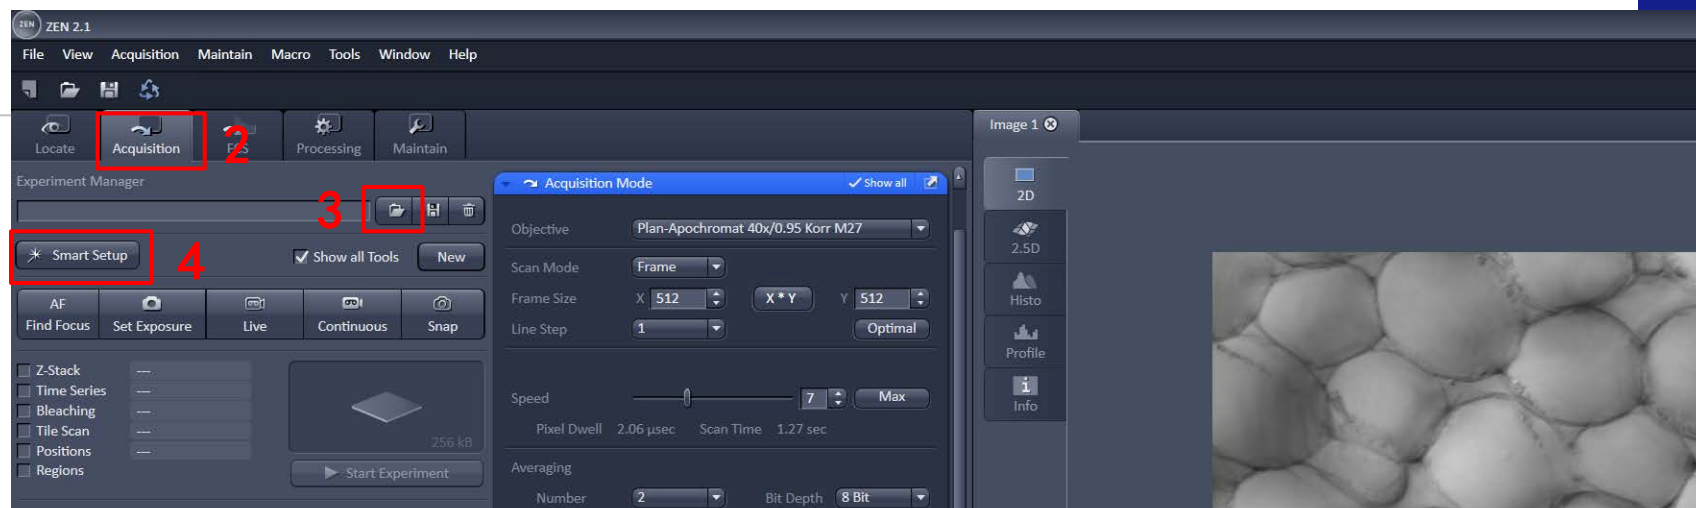 ZEN ZEN 2.1
File View Acquisition Maintain Macro Tools Window Help
Locate Acquisition 2 Processing Maintain
Image 1
Experiment Manager
3
Smart Setup 4 Show all Tools New
AF
Find Focus Set Exposure Live Continuous Snap
Z-Stack ---
Time Series ---
Bleaching ---
Tile Scan ---
Positions ---
Regions
256 kB
Start Experiment
Acquisition Mode Show all
Objective Plan-Apochromat 40x/0.95 Korr M27
Scan Mode Frame
Frame Size X 512 X * Y Y 512
Line Step 1 Optimal
Speed 7 Max
Pixel Dwell 2.06 µsec Scan Time 1.27 sec
Averaging
Number 2 Bit Depth 8 Bit
2D
2.5D
Histo
Profile
i
Info